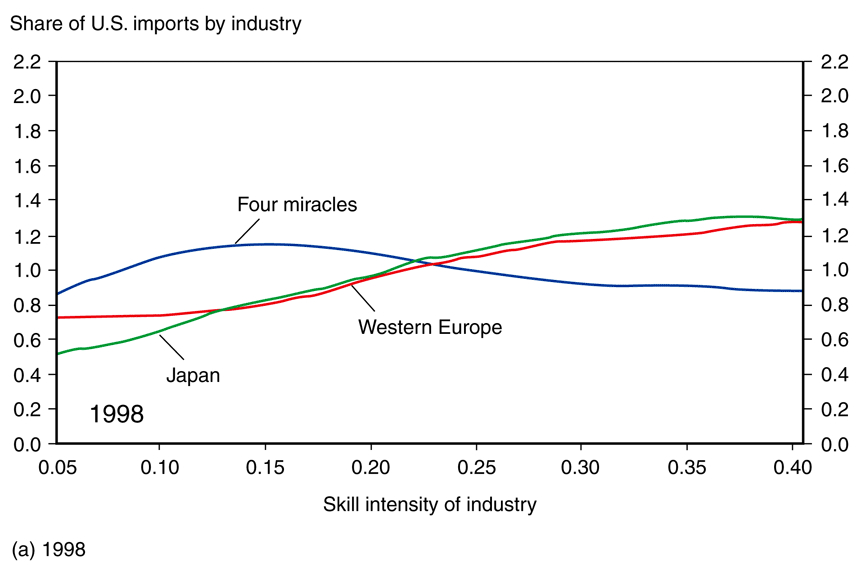 Share of U.S. imports by industry
2.2 2.2
2.0 2.0
1.8 1.8
1.6 1.6
1.4 1.4
Four miracles
1.2 1.2
1.0 1.0
0.8 0.8
Western Europe
0.6 0.6
0.4 Japan 0.4
0.2 1998 0.2
0.0 0.0
0.05 0.10 0.15 0.20 0.25 0.30 0.35 0.40
Skill intensity of industry
(a) 1998